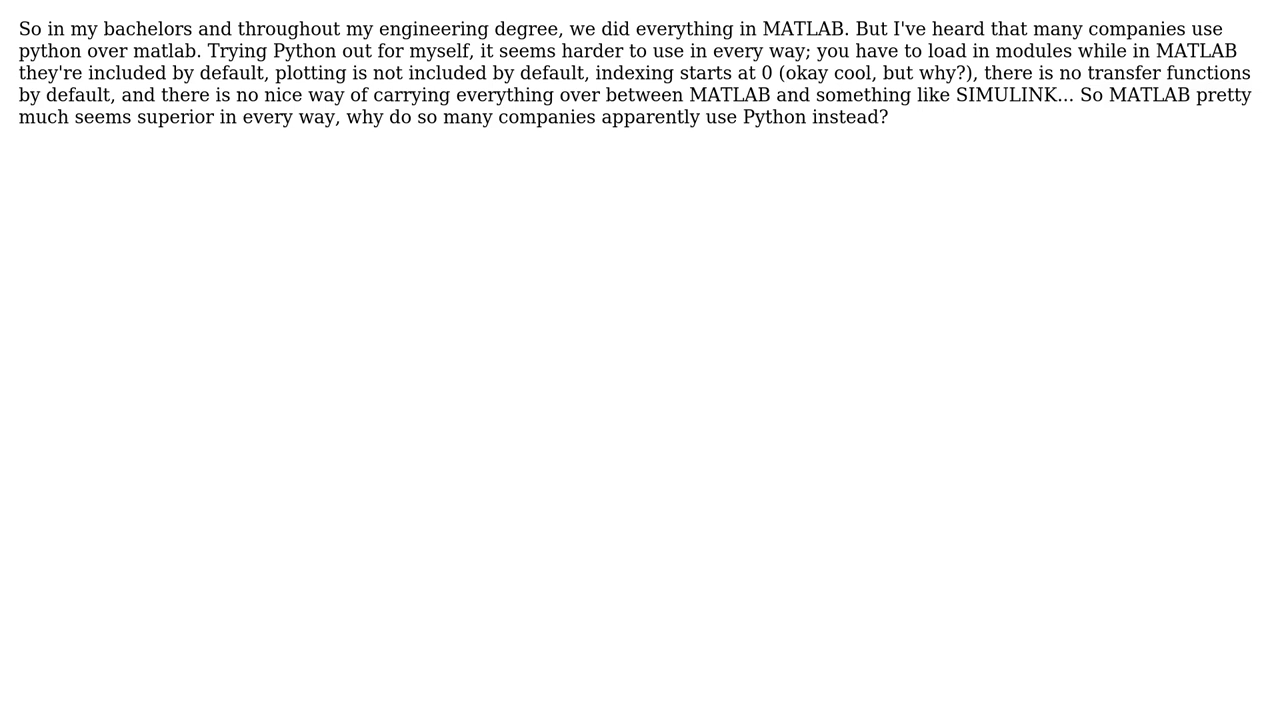 So in my bachelors and throughout my engineering degree, we did everything in MATLAB. But I've heard that many companies use
python over matlab. Trying Python out for myself, it seems harder to use in every way; you have to load in modules while in MATLAB
they're included by default, plotting is not included by default, indexing starts at 0 (okay cool, but why?), there is no transfer functions
by default, and there is no nice way of carrying everything over between MATLAB and something like SIMULINK... So MATLAB pretty
much seems superior in every way, why do so many companies apparently use Python instead?